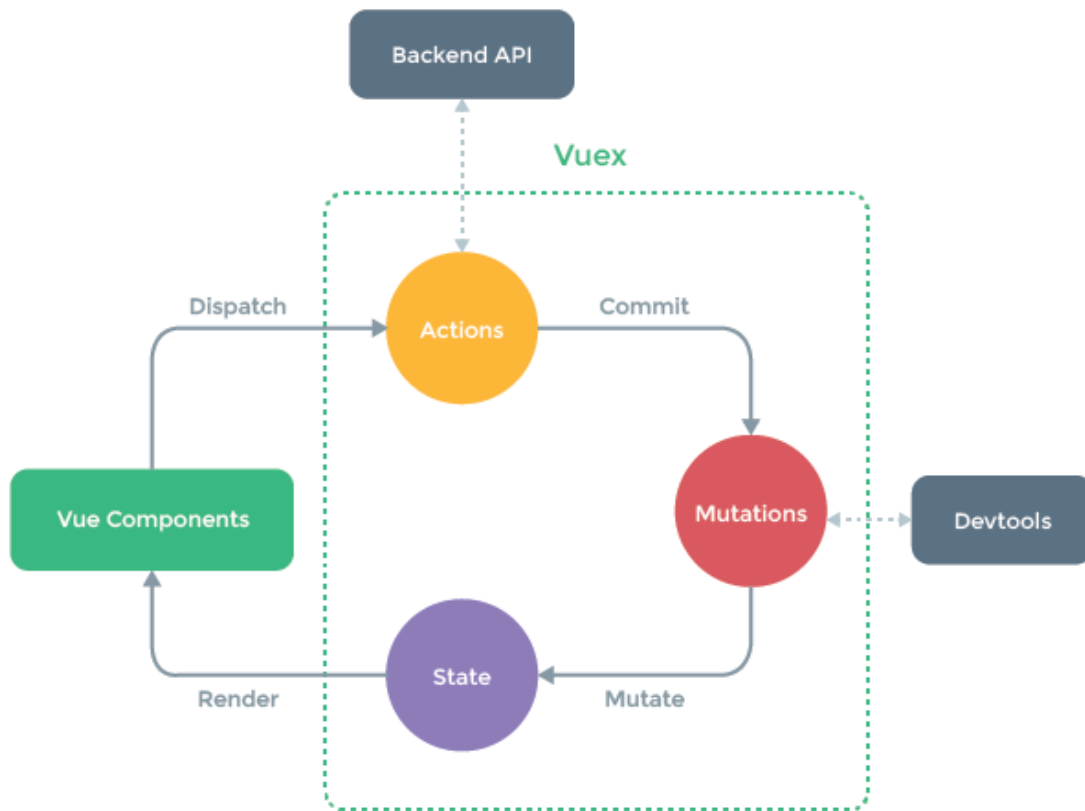 Backend API
Vuex
Dispatch
Commit
Actions
Vue Components
Mutations
Devtools
State
Render
Mutate